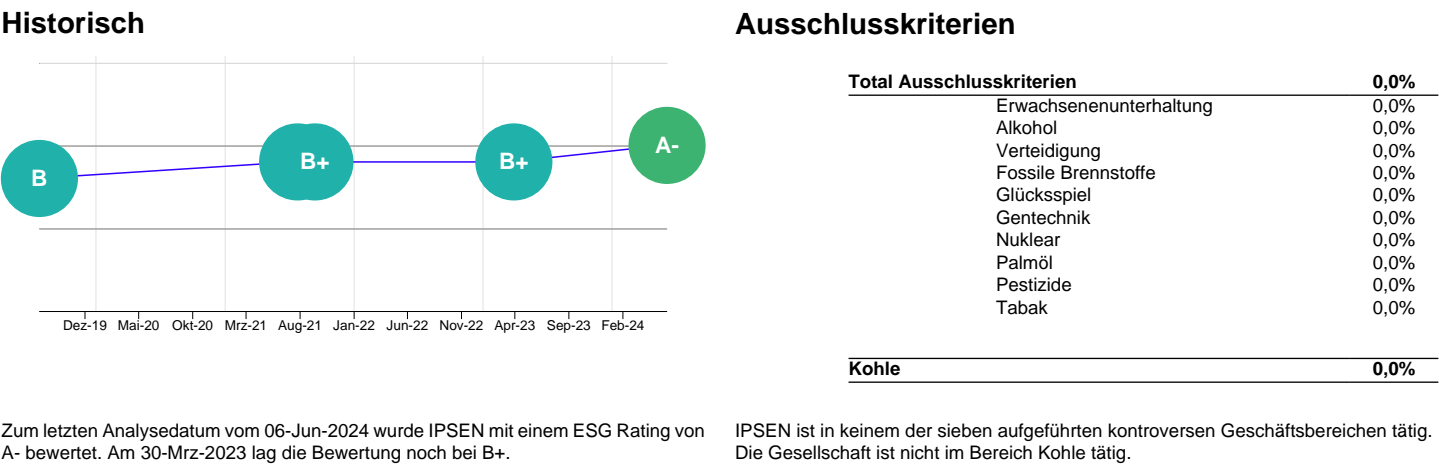 Historisch
B
B+
B+
A-
Dez-19 Mai-20 Okt-20 Mrz-21 Aug-21 Jan-22 Jun-22 Nov-22 Apr-23 Sep-23 Feb-24
Zum letzten Analysedatum vom 06-Jun-2024 wurde IPSEN mit einem ESG Rating von
A- bewertet. Am 30-Mrz-2023 lag die Bewertung noch bei B+.
Ausschlusskriterien
Total Ausschlusskriterien 0,0%
Erwachsenenunterhaltung 0,0%
Alkohol 0,0%
Verteidigung 0,0%
Fossile Brennstoffe 0,0%
Glücksspiel 0,0%
Gentechnik 0,0%
Nuklear 0,0%
Palmöl 0,0%
Pestizide 0,0%
Tabak 0,0%
Kohle 0,0%
IPSEN ist in keinem der sieben aufgeführten kontroversen Geschäftsbereichen tätig.
Die Gesellschaft ist nicht im Bereich Kohle tätig.